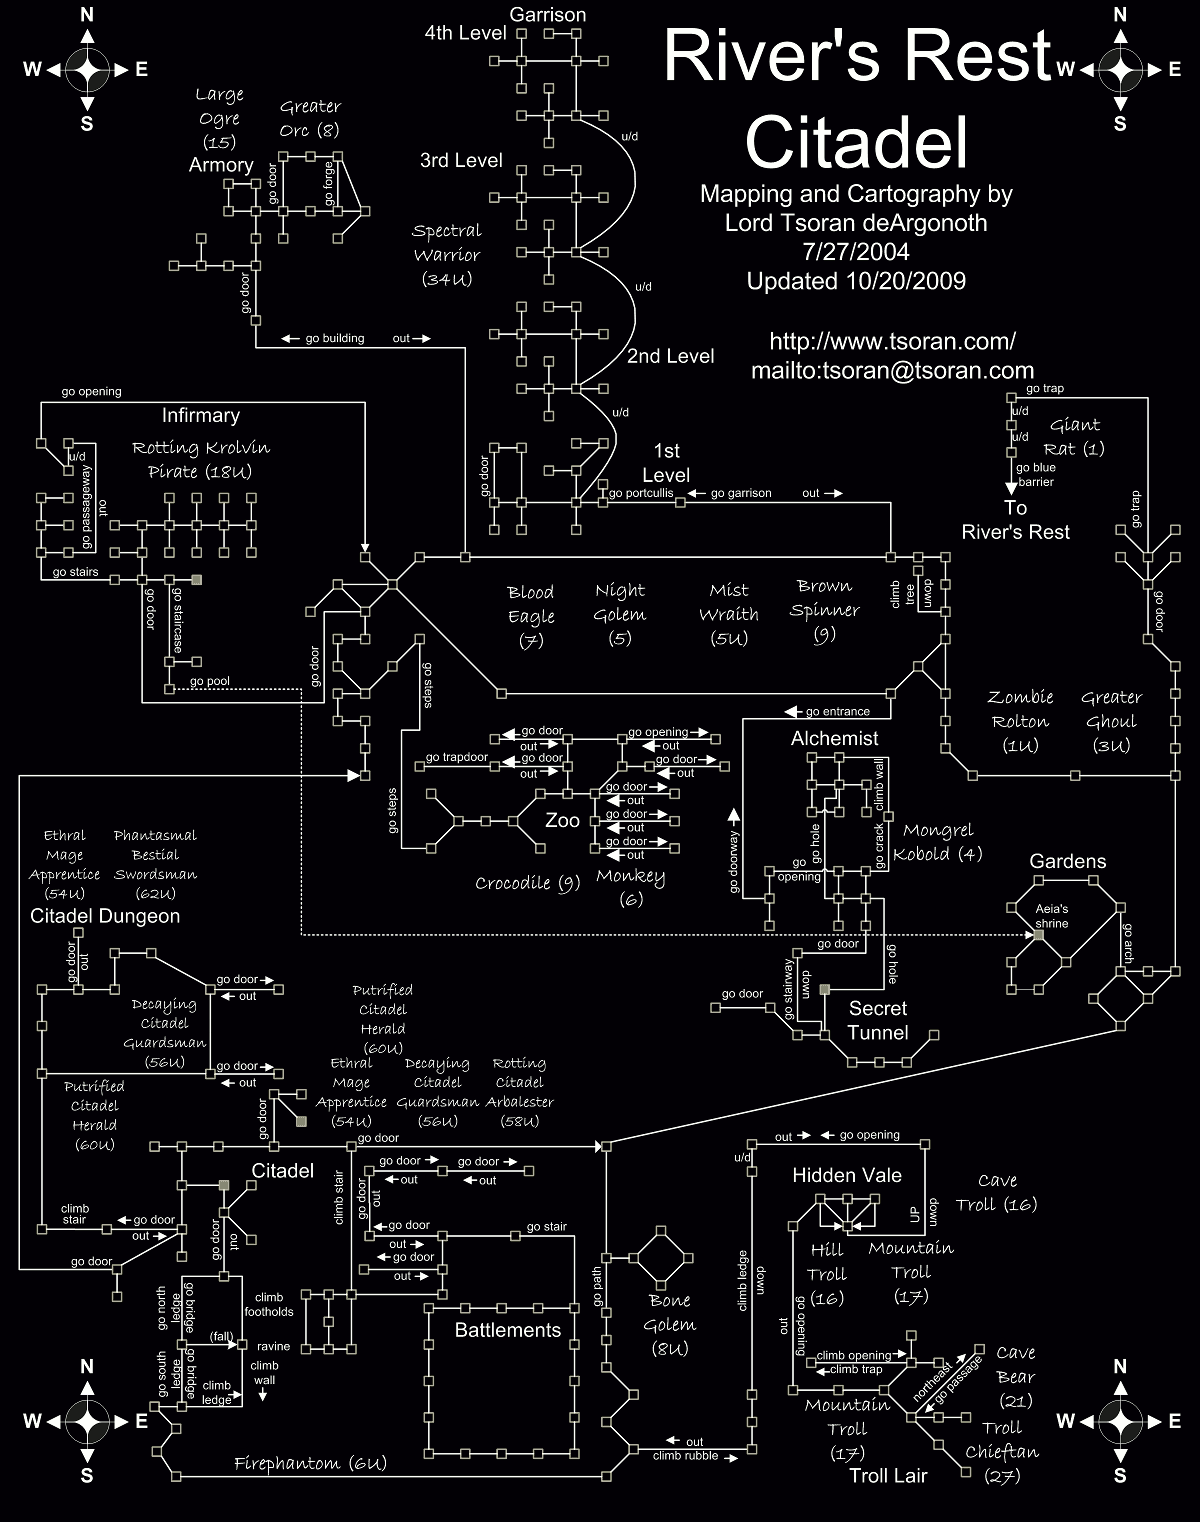 N
W E
S
Garrison
4th Level
River's Rest
Citadel
N
W E
S
Mapping and Cartography by
Lord Tsoran deArgonoth
7/27/2004
Updated 10/20/2009
http://www.tsoran.com/
mailto:tsoran@tsoran.com
Large
Ogre
(15)
Greater
Orc (8)
Armory
go door
go forge
go door
go building out
3rd Level
Spectral
Warrior
(34U)
u/d
u/d
2nd Level
u/d
1st
Level
go door
go portcullis
go garrison out
go trap
u/d
u/d
Giant
Rat (1)
go blue
barrier
To
River's Rest
go trap
go door
go opening
Infirmary
Rotting Krolvin
Pirate (18U)
u/d
go passageway
out
go stairs
go door
go staircase
go pool
go door
go steps
go steps
Blood
Eagle
(7)
Night
Golem
(5)
Mist
Wraith
(5U)
Brown
Spinner
(9)
climb
tree
down
Zombie
Rolton
(1U)
Greater
Ghoul
(3U)
go entrance
Alchemist
go door
out
go opening
out
go trapdoor
go door
out
go door
out
go door
out
go door
out
go door
out
Zoo
Crocodile (9)
Monkey
(6)
climb wall
go hole
go crack
go doorway
go
opening
Mongrel
Kobold (4)
go door
go stairway
down
go hole
go door
Secret
Tunnel
Gardens
Aeia's
shrine
go arch
Ethral
Mage
Apprentice
(54U)
Phantasmal
Bestial
Swordsman
(62U)
Citadel Dungeon
go door
out
go door
out
Decaying
Citadel
Guardsman
(56U)
go door
out
Putrified
Citadel
Herald
(60U)
Putrified
Citadel
Herald
(60U)
Ethral
Mage
Apprentice
(54U)
Decaying
Citadel
Guardsman
(56U)
Rotting
Citadel
Arbalester
(58U)
go door
go door
Citadel
climb stair
go door
out
go door
out
go door
out
go door
out
go stair
go door
out
climb
stair
go door
out
go door
go door
out
go north
ledge
go bridge
climb
footholds
(fall)
ravine
go south
ledge
go bridge
climb
ledge
climb
wall
Battlements
go path
Bone
Golem
(8U)
Firephantom (6U)
out
climb rubble
u/d
climb ledge
down
out go opening
Hidden Vale
UP
down
Cave
Troll (16)
Hill
Troll
(16)
Mountain
Troll
(17)
out
go opening
climb opening
climb trap
northeast
go passage
Cave
Bear
(21)
Mountain
Troll
(17)
Troll
Chieftan
(27)
Troll Lair
N
W E
S
N
W E
S